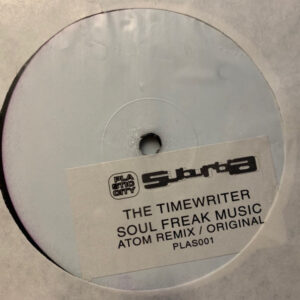 PLA
STIC
CITY
Suburbia
THE TIMEWRITER
SOUL FREAK MUSIC
ATOM REMIX / ORIGINAL
PLAS001